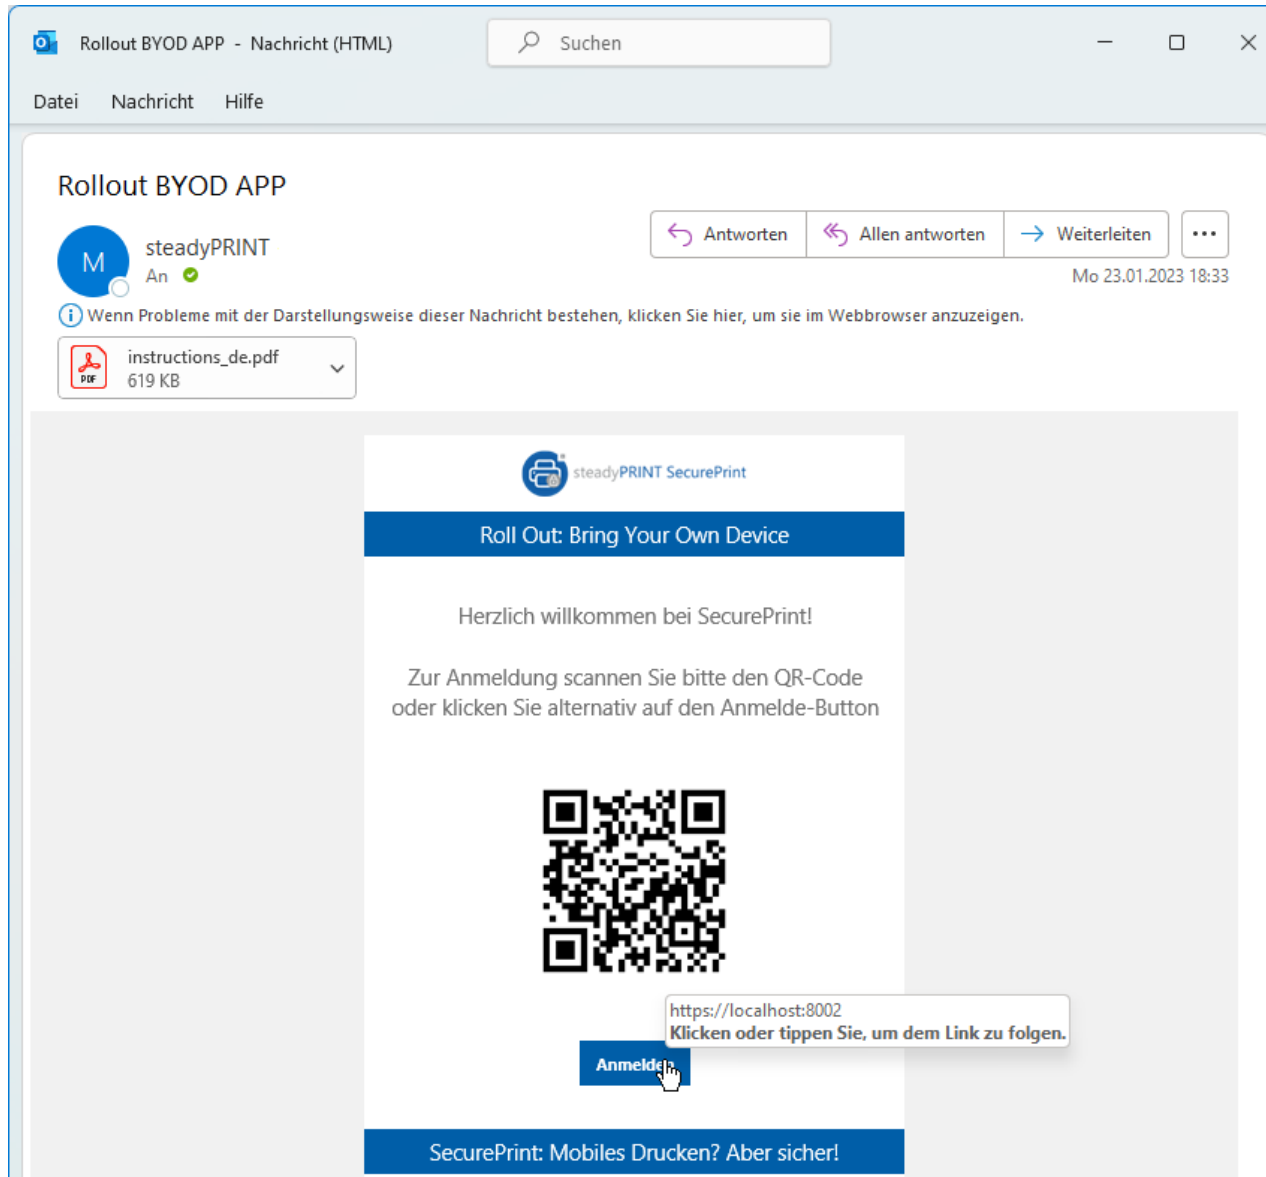 Rollout BYOD APP - Nachricht (HTML)
Suchen
Datei Nachricht Hilfe
Rollout BYOD APP
M
steadyPRINT
An
Antworten
Allen antworten
Weiterleiten
Mo 23.01.2023 18:33
Wenn Probleme mit der Darstellungsweise dieser Nachricht bestehen, klicken Sie hier, um sie im Webbrowser anzuzeigen.
PDF
instructions_de.pdf
619 KB
steadyPRINT SecurePrint
Roll Out: Bring Your Own Device
Herzlich willkommen bei SecurePrint!
Zur Anmeldung scannen Sie bitte den QR-Code
oder klicken Sie alternativ auf den Anmelde-Button
https://localhost:8002
Klicken oder tippen Sie, um dem Link zu folgen.
Anmelden
SecurePrint: Mobiles Drucken? Aber sicher!